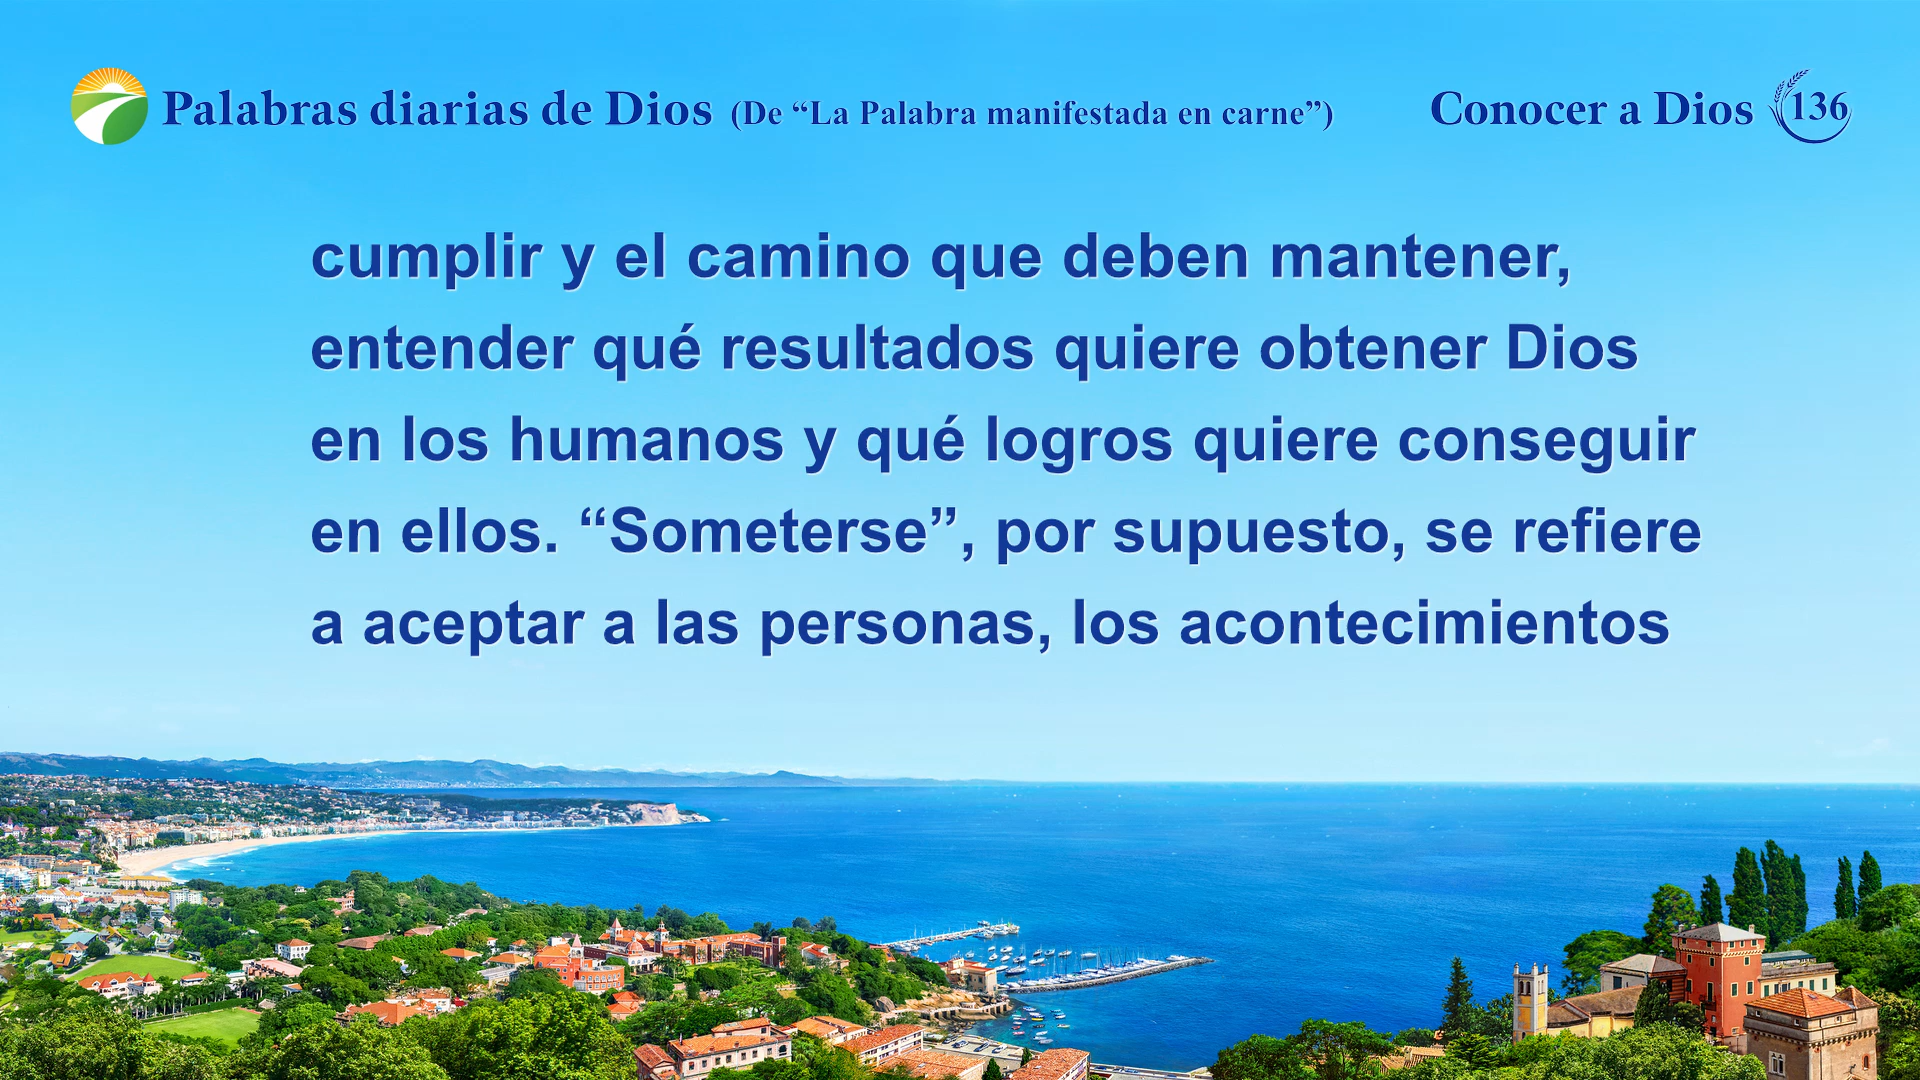 Palabras diarias de Dios (De “La Palabra manifestada en carne”) Conocer a Dios 136
cumplir y el camino que deben mantener,
entender qué resultados quiere obtener Dios
en los humanos y qué logros quiere conseguir
en ellos. “Someterse”, por supuesto, se refiere
a aceptar a las personas, los acontecimientos